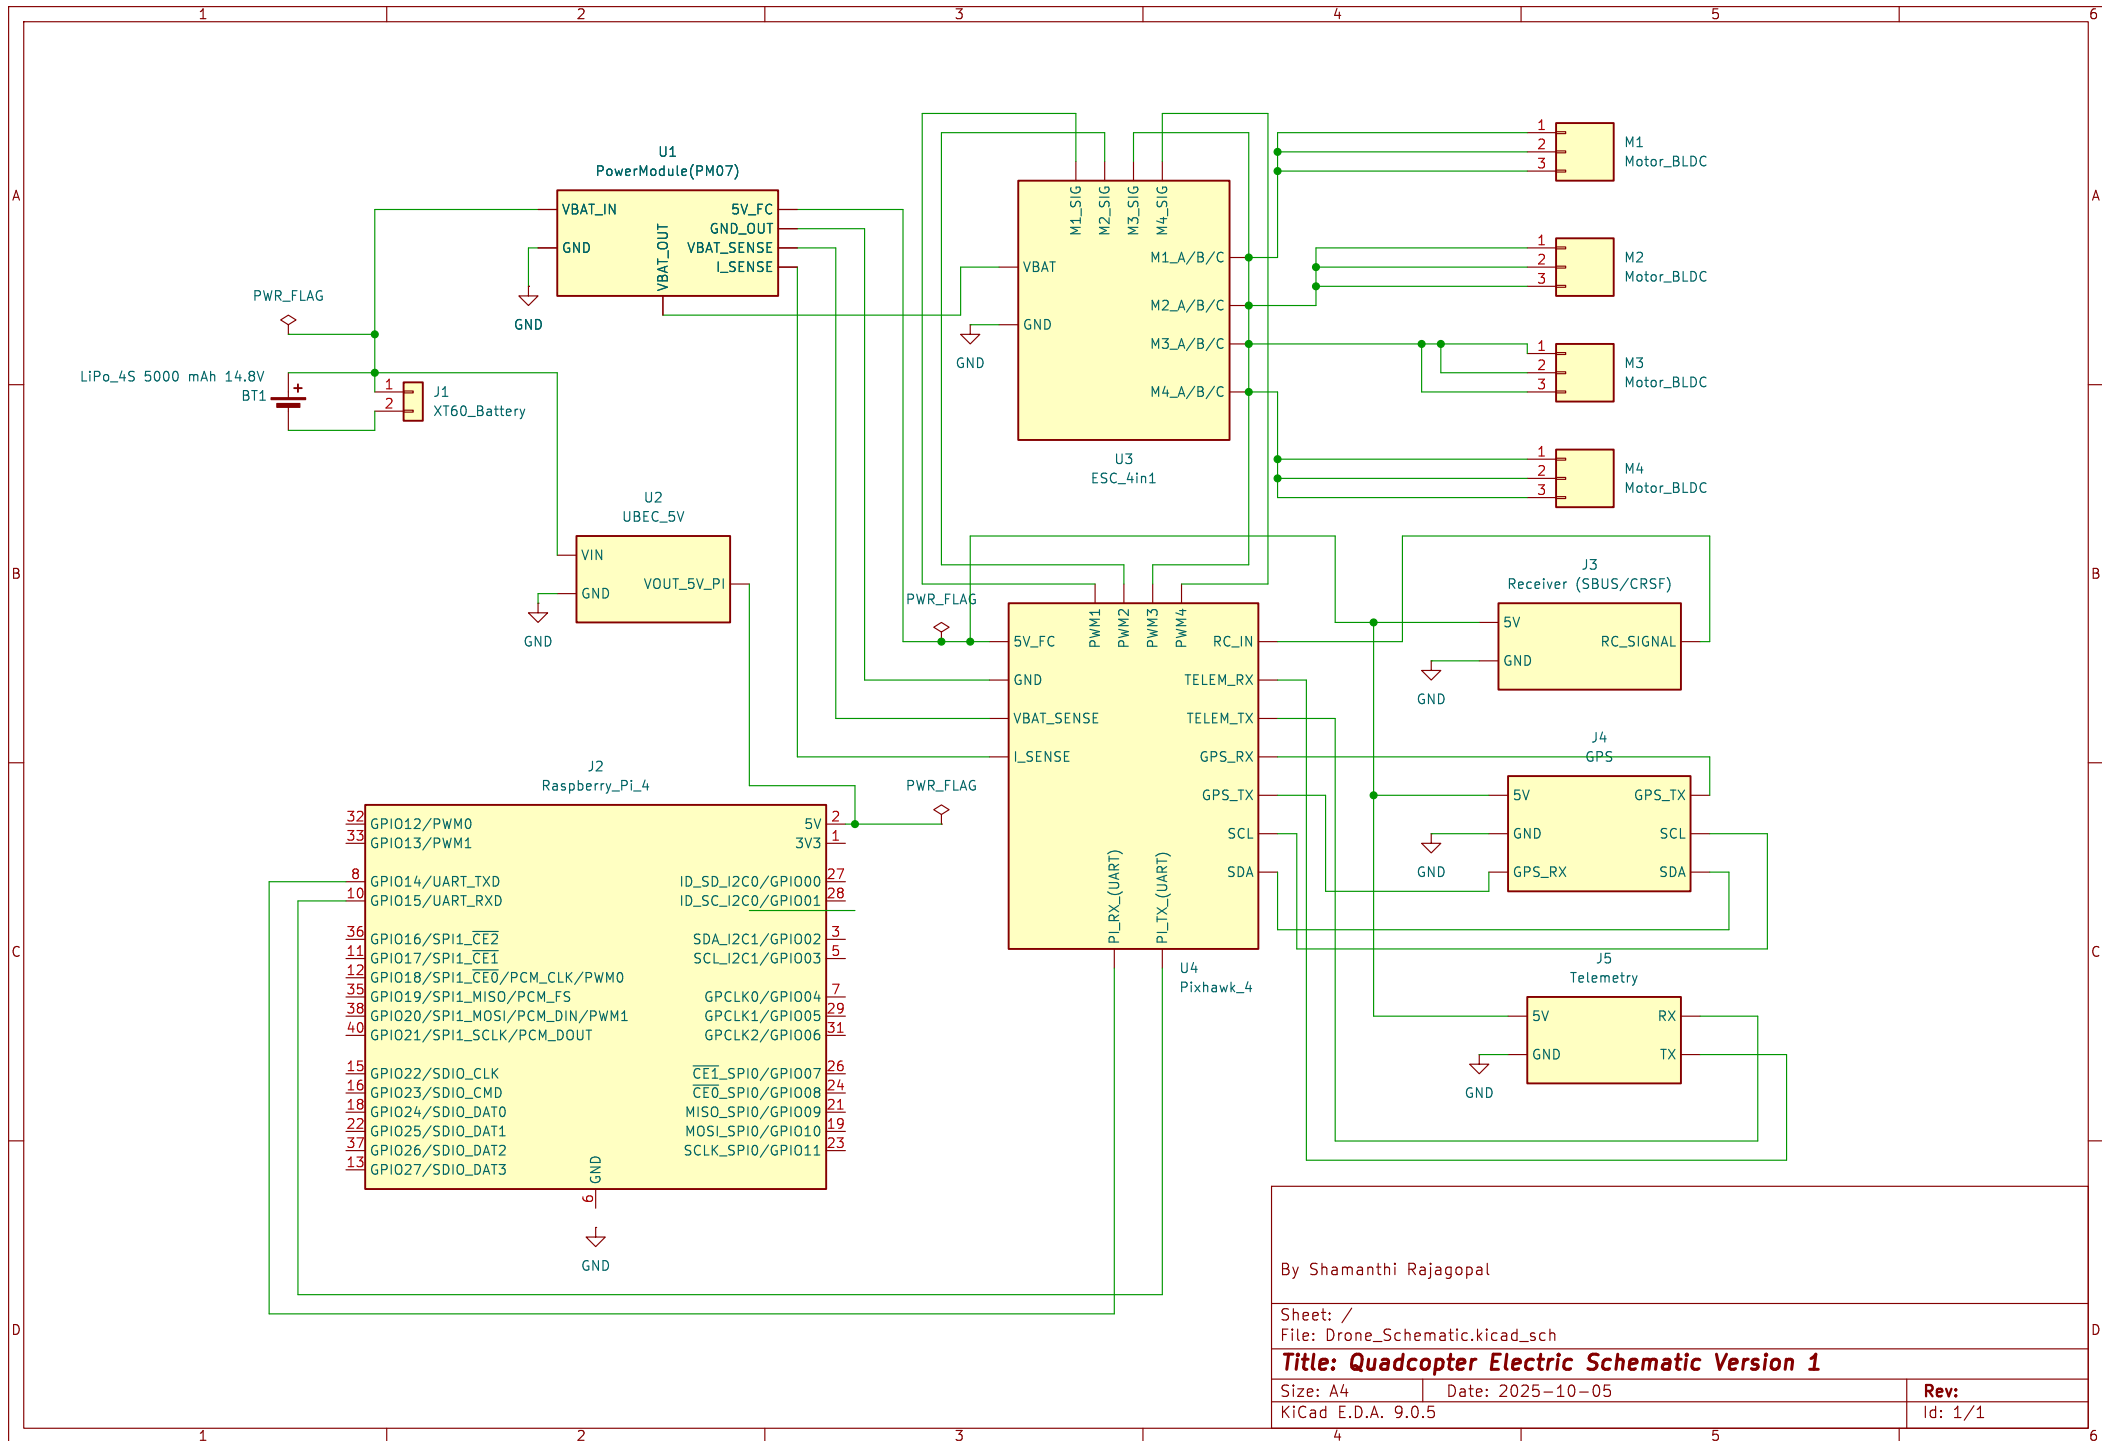 1 2 3 4 5 6
A
B
C
D
A
B
C
D
1 2 3 4 5 6
U1
PowerModule(PM07)
VBAT_IN
GND
VBAT_OUT
5V_FC
GND_OUT
VBAT_SENSE
I_SENSE
GND
PWR_FLAG
LiPo_4S 5000 mAh 14.8V
BT1
+
1
2
J1
XT60_Battery
U2
UBEC_5V
VIN
GND
VOUT_5V_PI
GND
M1_SIG
M2_SIG
M3_SIG
M4_SIG
VBAT
GND
M1_A/B/C
M2_A/B/C
M3_A/B/C
M4_A/B/C
GND
U3
ESC_4in1
1
2
3
M1
Motor_BLDC
1
2
3
M2
Motor_BLDC
1
2
3
M3
Motor_BLDC
1
2
3
M4
Motor_BLDC
PWR_FLAG
PWM1
PWM2
PWM3
PWM4
5V_FC
GND
VBAT_SENSE
I_SENSE
RC_IN
TELEM_RX
TELEM_TX
GPS_RX
GPS_TX
SCL
SDA
PI_RX_(UART)
PI_TX_(UART)
U4
Pixhawk_4
J3
Receiver (SBUS/CRSF)
5V
RC_SIGNAL
GND
GND
J4
GPS
5V
GPS_TX
GND
SCL
GPS_RX
SDA
GND
J5
Telemetry
5V
RX
GND
TX
GND
J2
Raspberry_Pi_4
PWR_FLAG
32 GPIO12/PWM0
33 GPIO13/PWM1
8 GPIO14/UART_TXD
10 GPIO15/UART_RXD
36 GPIO16/SPI1_CE2
11 GPIO17/SPI1_CE1
12 GPIO18/SPI1_CE0/PCM_CLK/PWM0
35 GPIO19/SPI1_MISO/PCM_FS
38 GPIO20/SPI1_MOSI/PCM_DIN/PWM1
40 GPIO21/SPI1_SCLK/PCM_DOUT
15 GPIO22/SDIO_CLK
16 GPIO23/SDIO_CMD
18 GPIO24/SDIO_DAT0
22 GPIO25/SDIO_DAT1
37 GPIO26/SDIO_DAT2
13 GPIO27/SDIO_DAT3
5V 2
3V3 1
ID_SD_I2C0/GPIO00 27
ID_SC_I2C0/GPIO01 28
SDA_I2C1/GPIO02 3
SCL_I2C1/GPIO03 5
GPCLK0/GPIO04 7
GPCLK1/GPIO05 29
GPCLK2/GPIO06 31
CE1_SPI0/GPIO07 26
CE0_SPI0/GPIO08 24
MISO_SPI0/GPIO09 21
MOSI_SPI0/GPIO10 19
SCLK_SPI0/GPIO11 23
GND
6
GND
By Shamanthi Rajagopal
Sheet: /
File: Drone_Schematic.kicad_sch
Title: Quadcopter Electric Schematic Version 1
Size: A4 Date: 2025-10-05 Rev:
KiCad E.D.A. 9.0.5 Id: 1/1